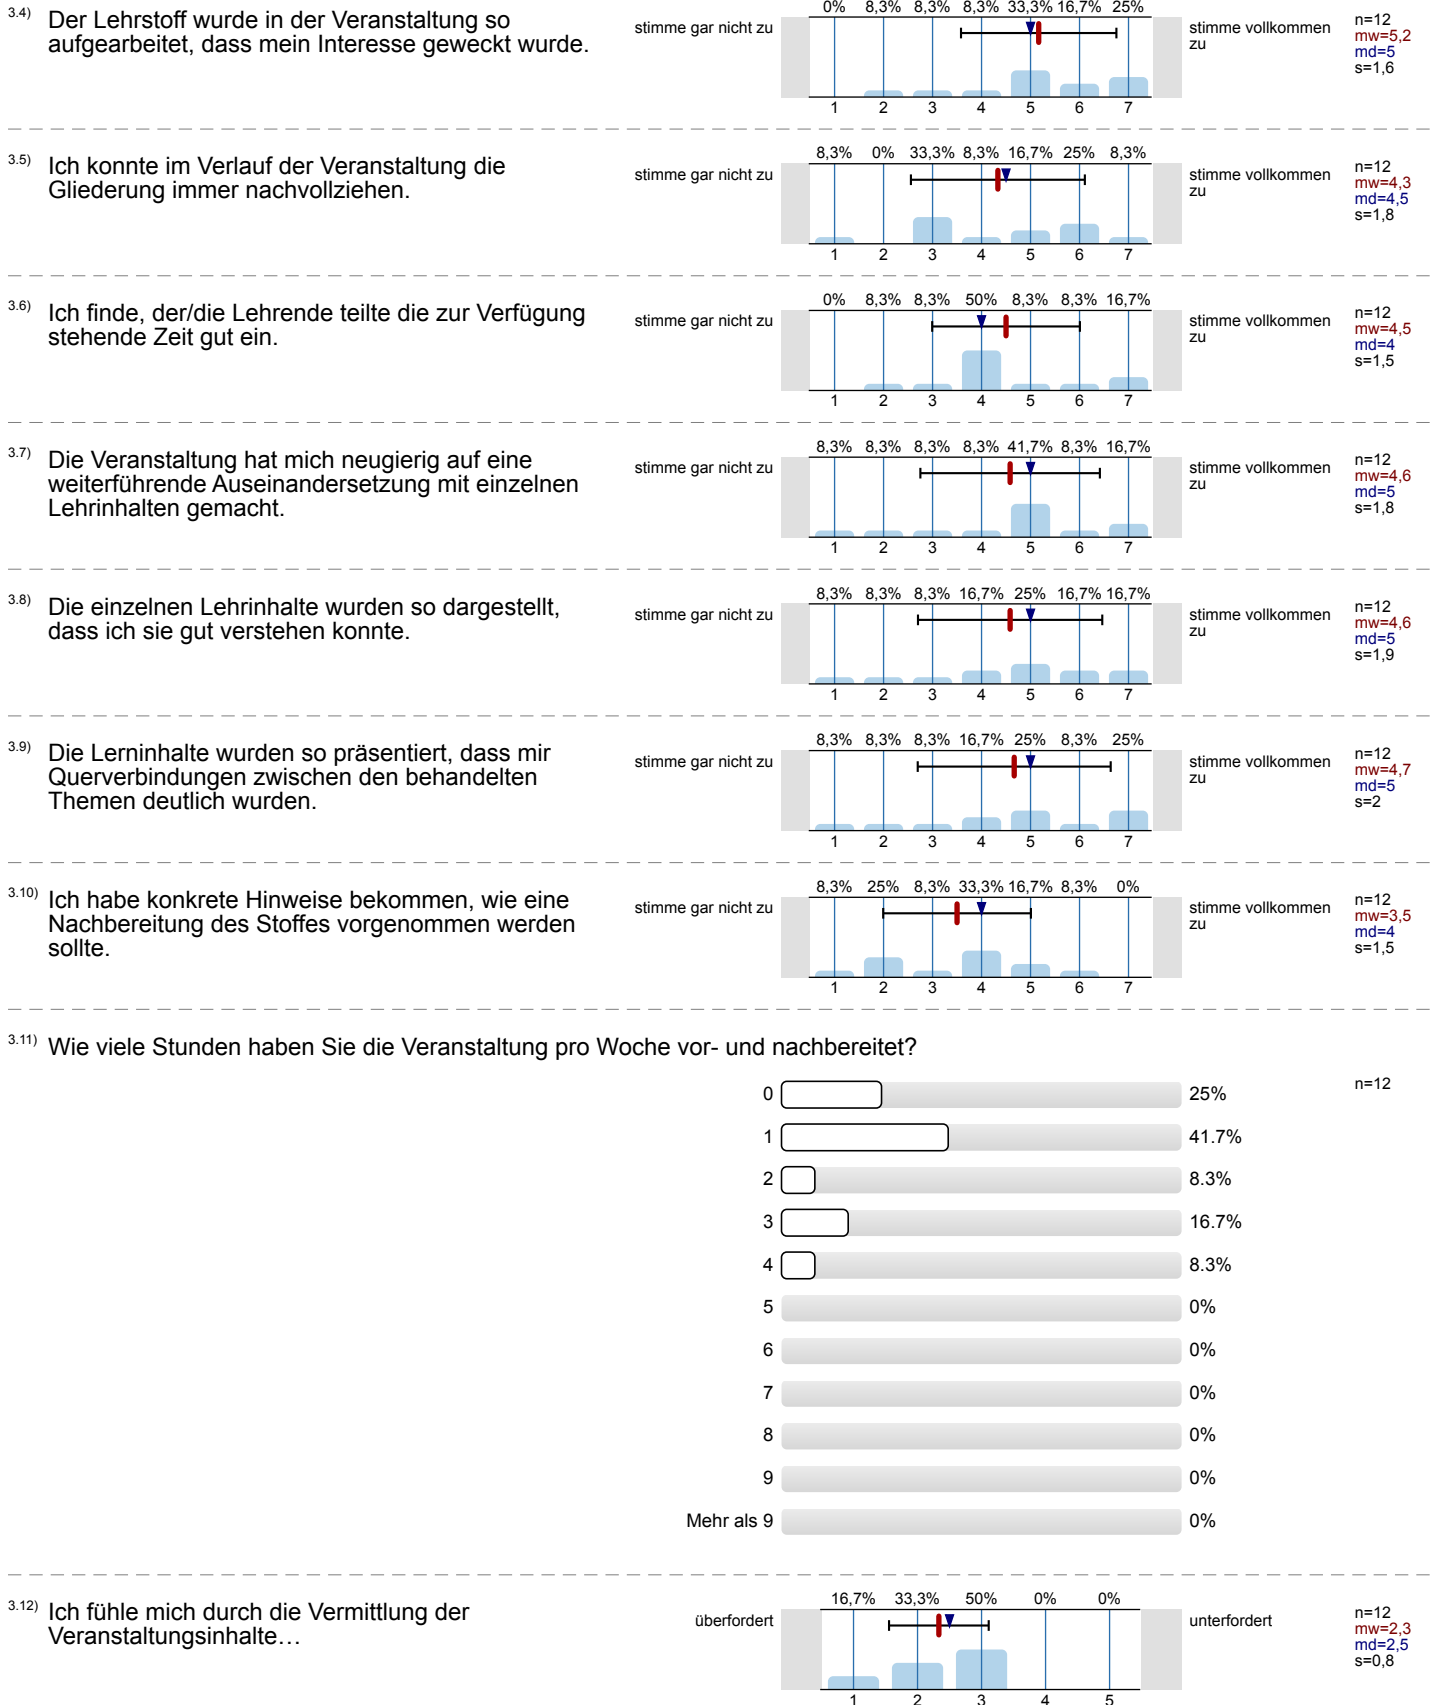 3.4) Der Lehrstoff wurde in der Veranstaltung so
aufgearbeitet, dass mein Interesse geweckt wurde.
stimme gar nicht zu
0% 8,3% 8,3% 8,3% 33,3% 16,7% 25%
1 2 3 4 5 6 7
stimme vollkommen
zu
n=12
mw=5,2
md=5
s=1,6
3.5) Ich konnte im Verlauf der Veranstaltung die
Gliederung immer nachvollziehen.
stimme gar nicht zu
8,3% 0% 33,3% 8,3% 16,7% 25% 8,3%
1 2 3 4 5 6 7
stimme vollkommen
zu
n=12
mw=4,3
md=4,5
s=1,8
3.6) Ich finde, der/die Lehrende teilte die zur Verfügung
stehende Zeit gut ein.
stimme gar nicht zu
0% 8,3% 8,3% 50% 8,3% 8,3% 16,7%
1 2 3 4 5 6 7
stimme vollkommen
zu
n=12
mw=4,5
md=4
s=1,5
3.7) Die Veranstaltung hat mich neugierig auf eine
weiterführende Auseinandersetzung mit einzelnen
Lehrinhalten gemacht.
stimme gar nicht zu
8,3% 8,3% 8,3% 8,3% 41,7% 8,3% 16,7%
1 2 3 4 5 6 7
stimme vollkommen
zu
n=12
mw=4,6
md=5
s=1,8
3.8) Die einzelnen Lehrinhalte wurden so dargestellt,
dass ich sie gut verstehen konnte.
stimme gar nicht zu
8,3% 8,3% 8,3% 16,7% 25% 16,7% 16,7%
1 2 3 4 5 6 7
stimme vollkommen
zu
n=12
mw=4,6
md=5
s=1,9
3.9) Die Lerninhalte wurden so präsentiert, dass mir
Querverbindungen zwischen den behandelten
Themen deutlich wurden.
stimme gar nicht zu
8,3% 8,3% 8,3% 16,7% 25% 8,3% 25%
1 2 3 4 5 6 7
stimme vollkommen
zu
n=12
mw=4,7
md=5
s=2
3.10) Ich habe konkrete Hinweise bekommen, wie eine
Nachbereitung des Stoffes vorgenommen werden
sollte.
stimme gar nicht zu
8,3% 25% 8,3% 33,3% 16,7% 8,3% 0%
1 2 3 4 5 6 7
stimme vollkommen
zu
n=12
mw=3,5
md=4
s=1,5
3.11) Wie viele Stunden haben Sie die Veranstaltung pro Woche vor- und nachbereitet?
n=12
0 25%
1 41.7%
2 8.3%
3 16.7%
4 8.3%
5 0%
6 0%
7 0%
8 0%
9 0%
Mehr als 9 0%
3.12) Ich fühle mich durch die Vermittlung der
Veranstaltungsinhalte…
überfordert
16,7% 33,3% 50% 0% 0%
1 2 3 4 5
unterfordert
n=12
mw=2,3
md=2,5
s=0,8